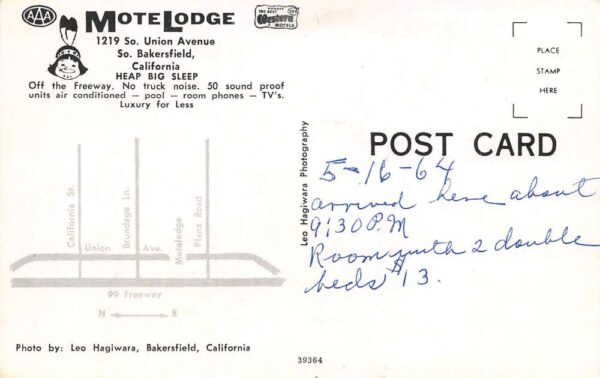 AAA
MOTELODGE
1219 So. Union Avenue
So. Bakersfield,
California
HEAP BIG SLEEP
Off the Freeway. No truck noise. 50 sound proof
units air conditioned — pool — room phones — TV's.
Luxury for Less
Western
MOTELS
PLACE
STAMP
HERE
POST CARD
Leo Hagiwara Photography
5-16-64
arrived here about
9:30 P.M
Room with 2 double
beds $13.
California St.
Union
Brundage Ln.
Ave.
Motelodge
Planz Road
99 Freeway
N S
Photo by: Leo Hagiwara, Bakersfield, California
39364